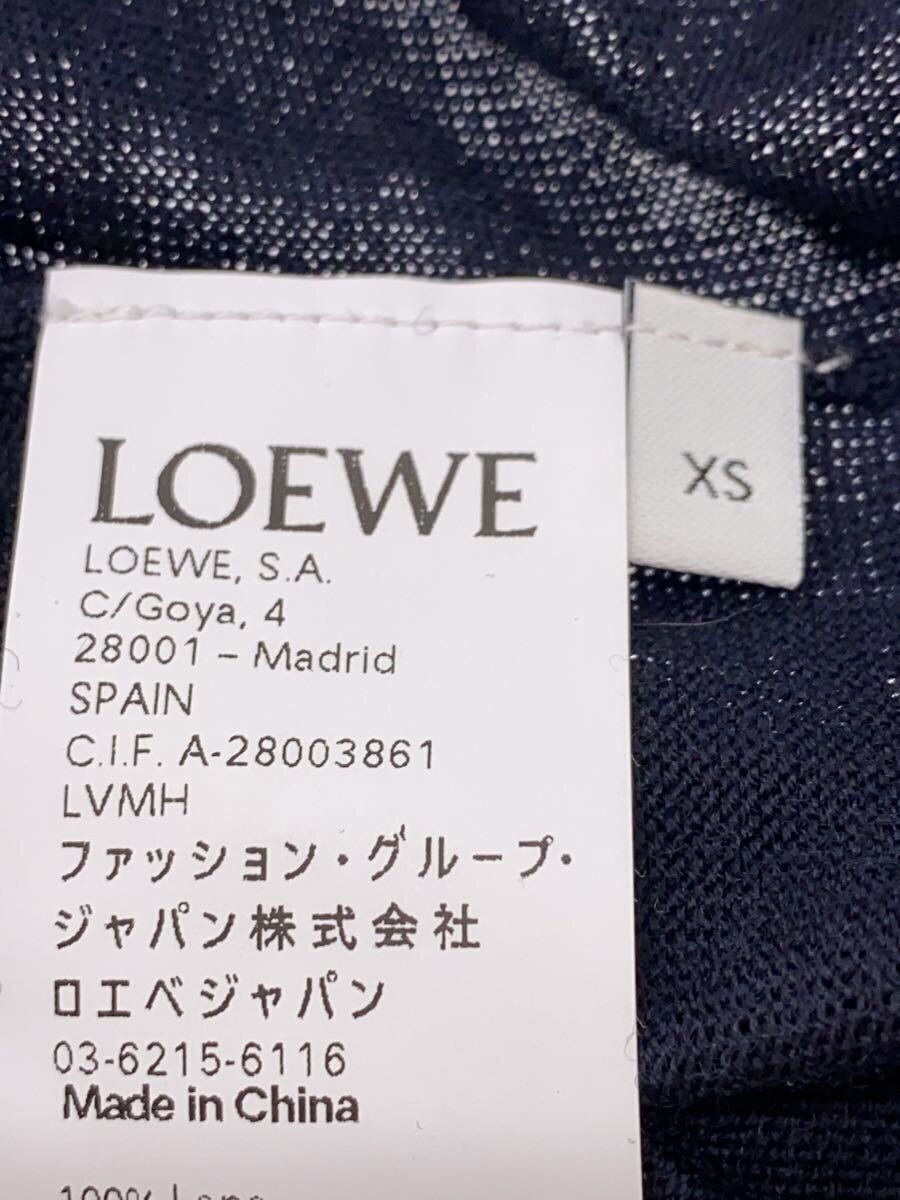 LOEWE
XS
LOEWE, S.A.
C/Goya, 4
28001 – Madrid
SPAIN
C.I.F. A-28003861
LVMH
ファッション・グループ・
ジャパン株式会社
ロエベジャパン
03-6215-6116
Made in China
100% Lana